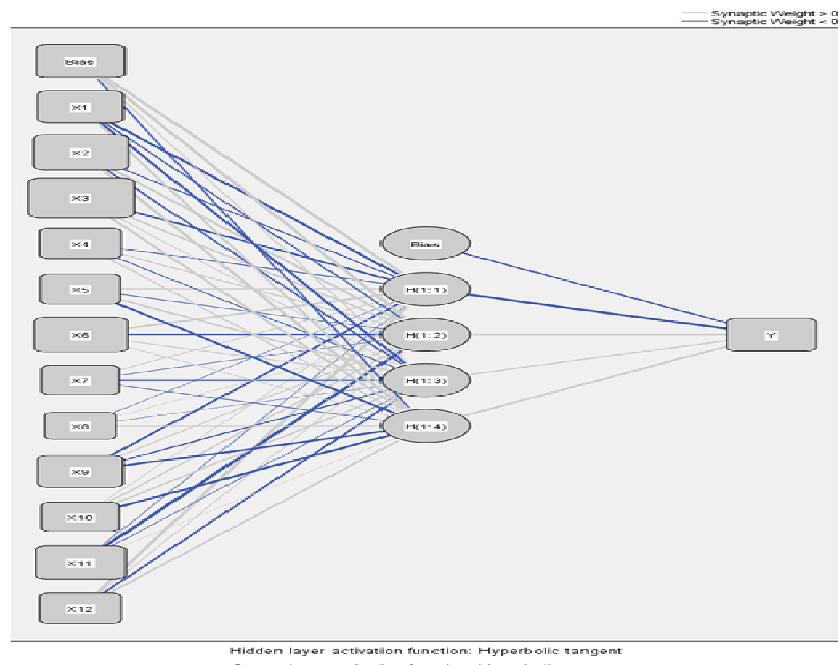 Synaptic Weight > 0
Synaptic Weight < 0
Bias
X1
X2
X3
X4
X5
X6
X7
X8
X9
X10
X11
X12
Bias
H(1:1)
H(1:2)
H(1:3)
H(1:4)
Y
Hidden layer activation function: Hyperbolic tangent